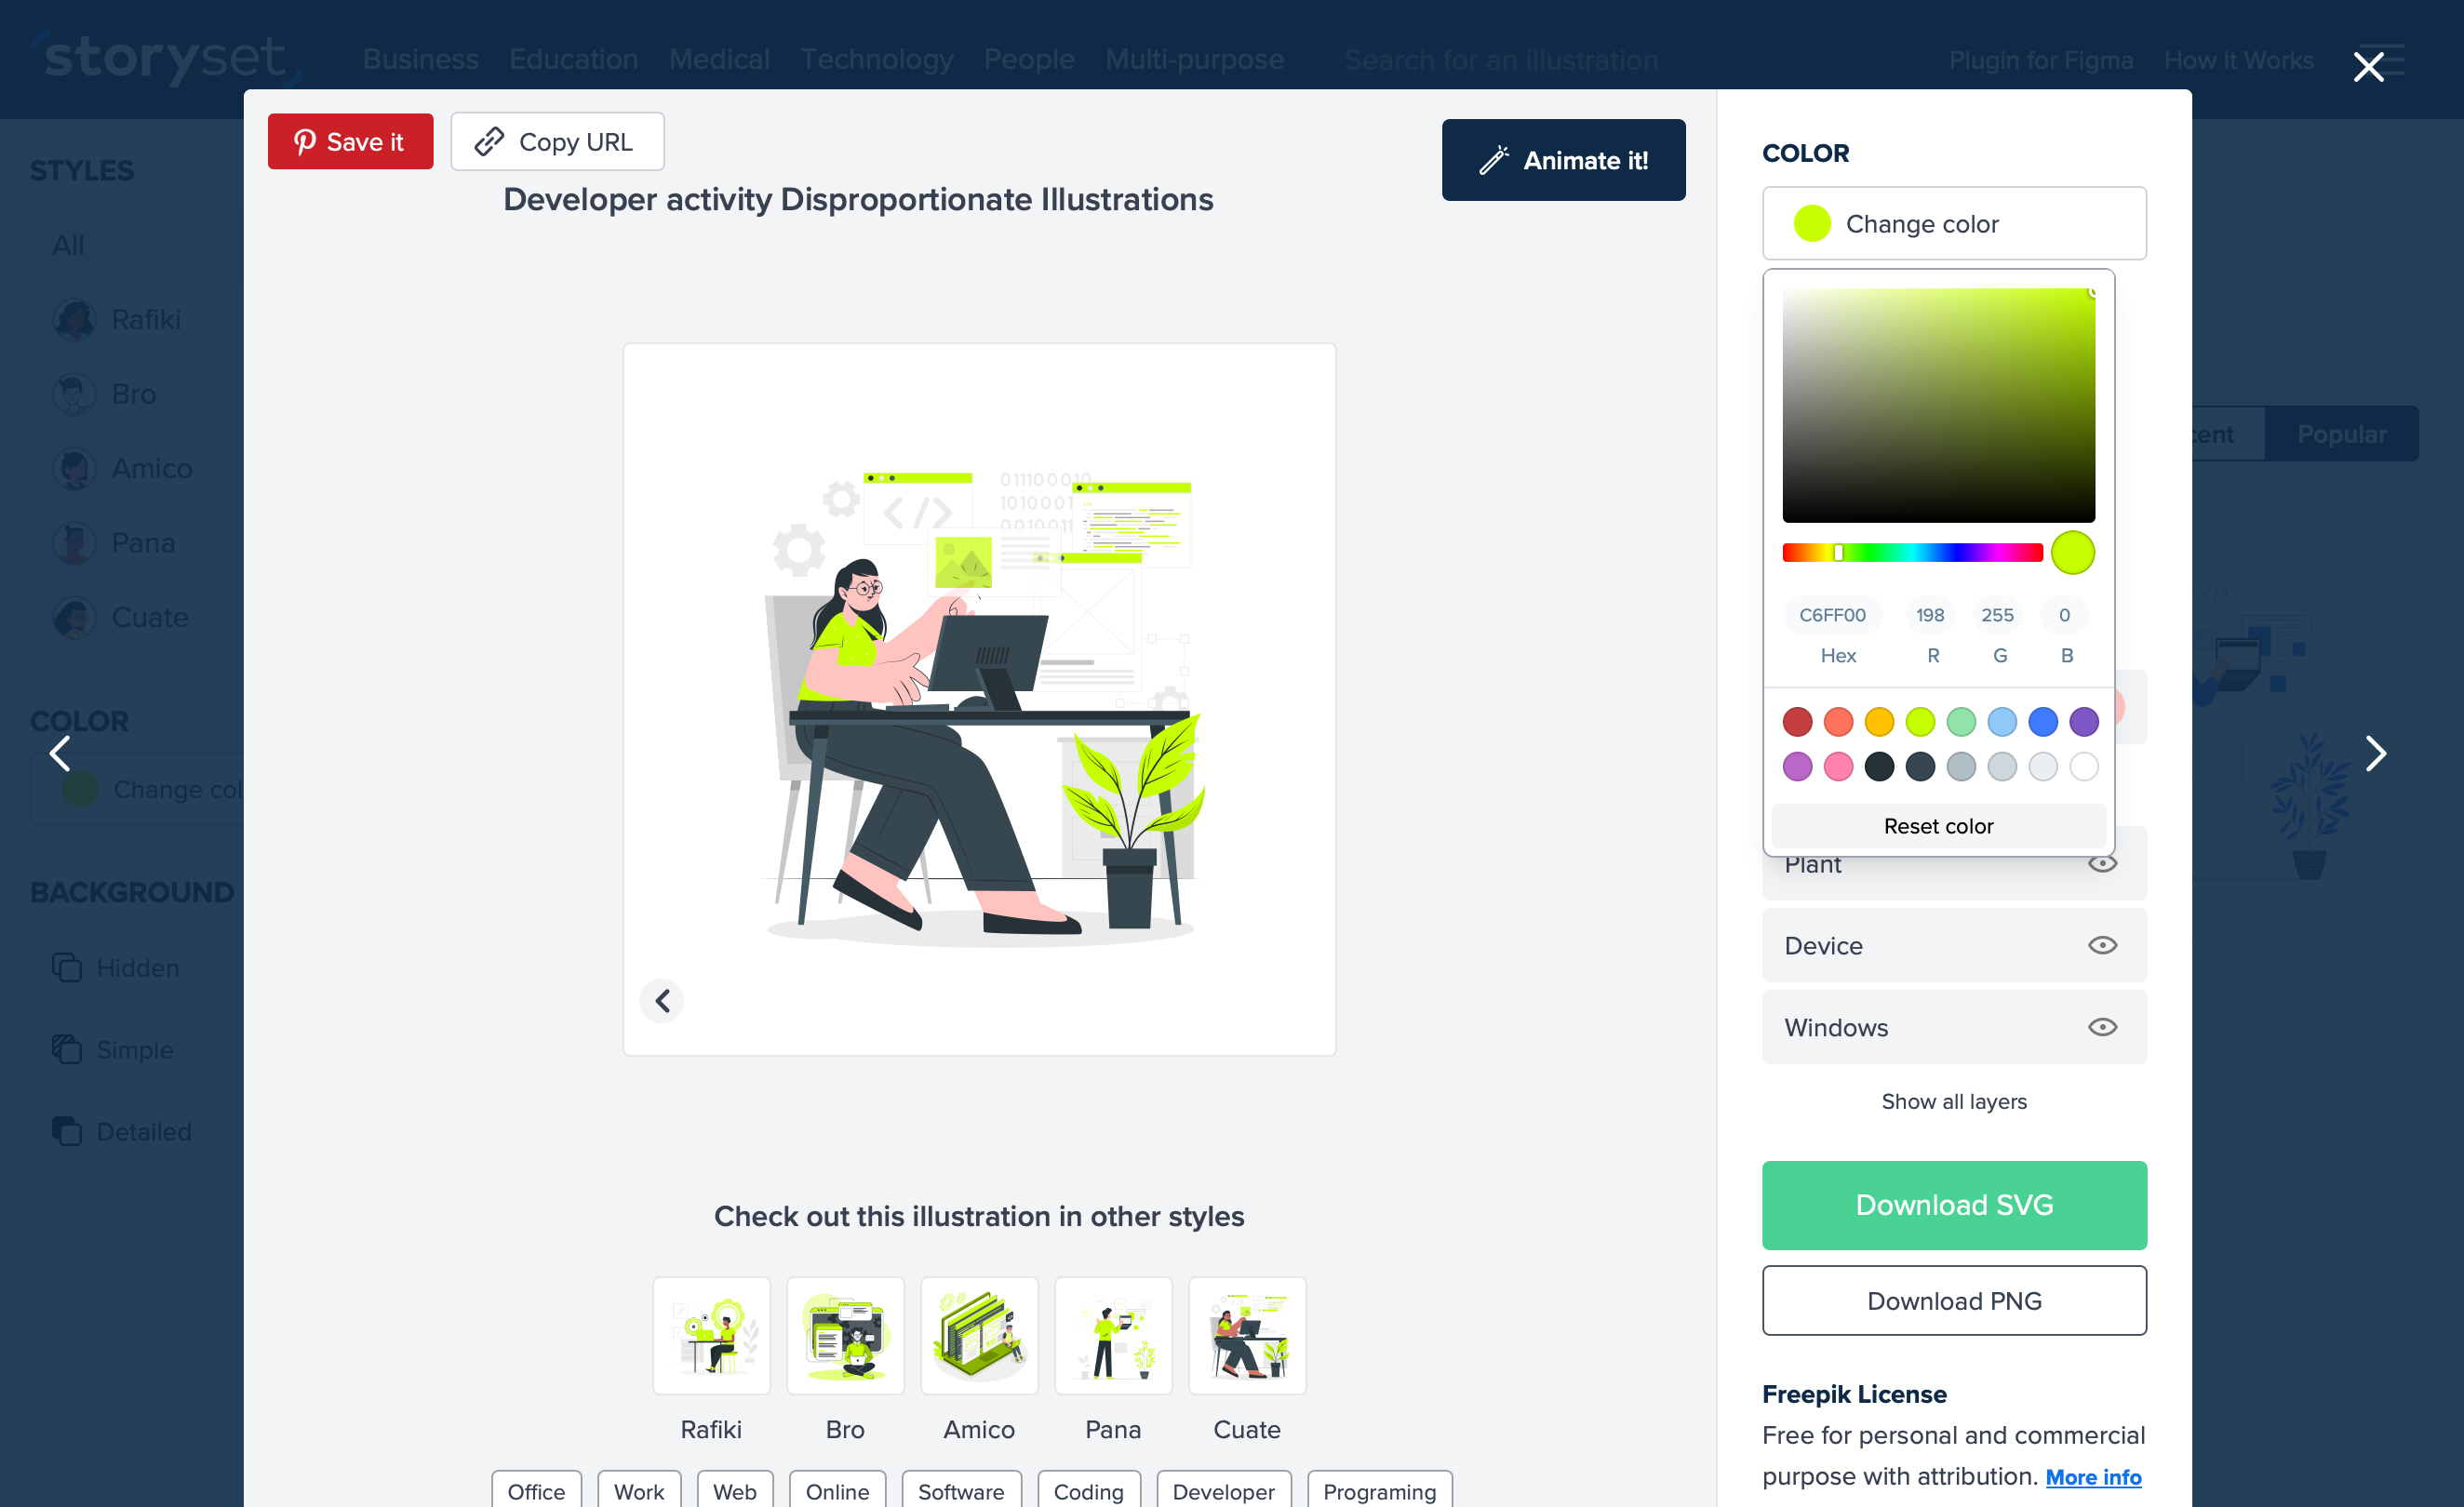 storyset
Business Education Medical Technology People Multi-purpose Search for an illustration Plugin for Figma How It Works
Save it Copy URL
Animate it!
Developer activity Disproportionate Illustrations
STYLES
All
Rafiki
Bro
Amico
Pana
Cuate
COLOR
Change col
BACKGROUND
Hidden
Simple
Detailed
01110 0 010
Check out this illustration in other styles
Rafiki Bro Amico Pana Cuate
Office Work Web Online Software Coding Developer Programing
COLOR
Change color
C6FF00 198 255 0
Hex R G B
Reset color
Plant
Device
Windows
Show all layers
Download SVG
Download PNG
Freepik License
Free for personal and commercial
purpose with attribution. More info
cent Popular